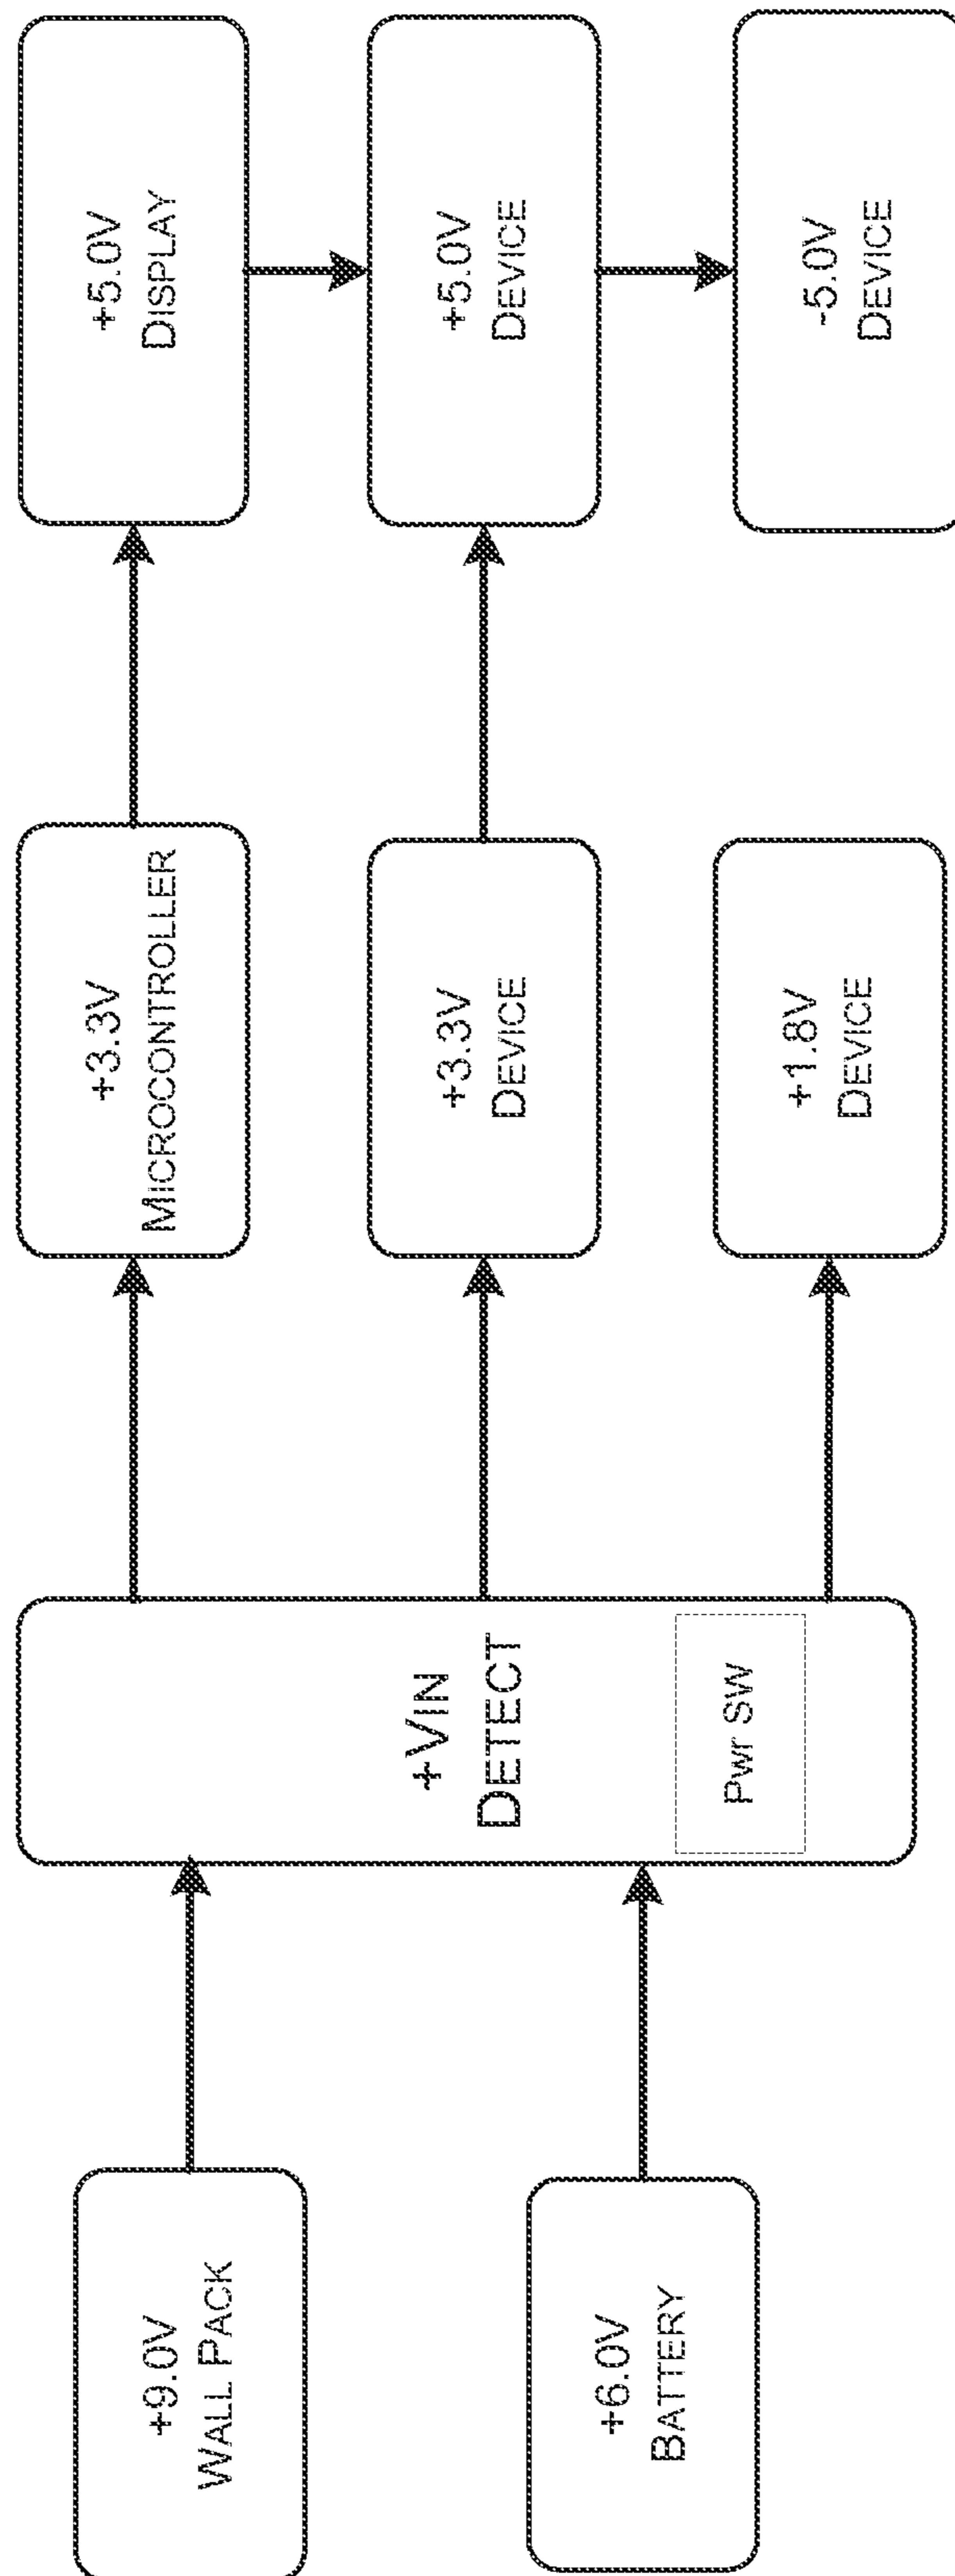 +9.0V
WALL PACK
+6.0V
BATTERY
+VIN
DETECT
Pwr SW
+3.3V
MICROCONTROLLER
+3.3V
DEVICE
+1.8V
DEVICE
+5.0V
DISPLAY
+5.0V
DEVICE
-5.0V
DEVICE